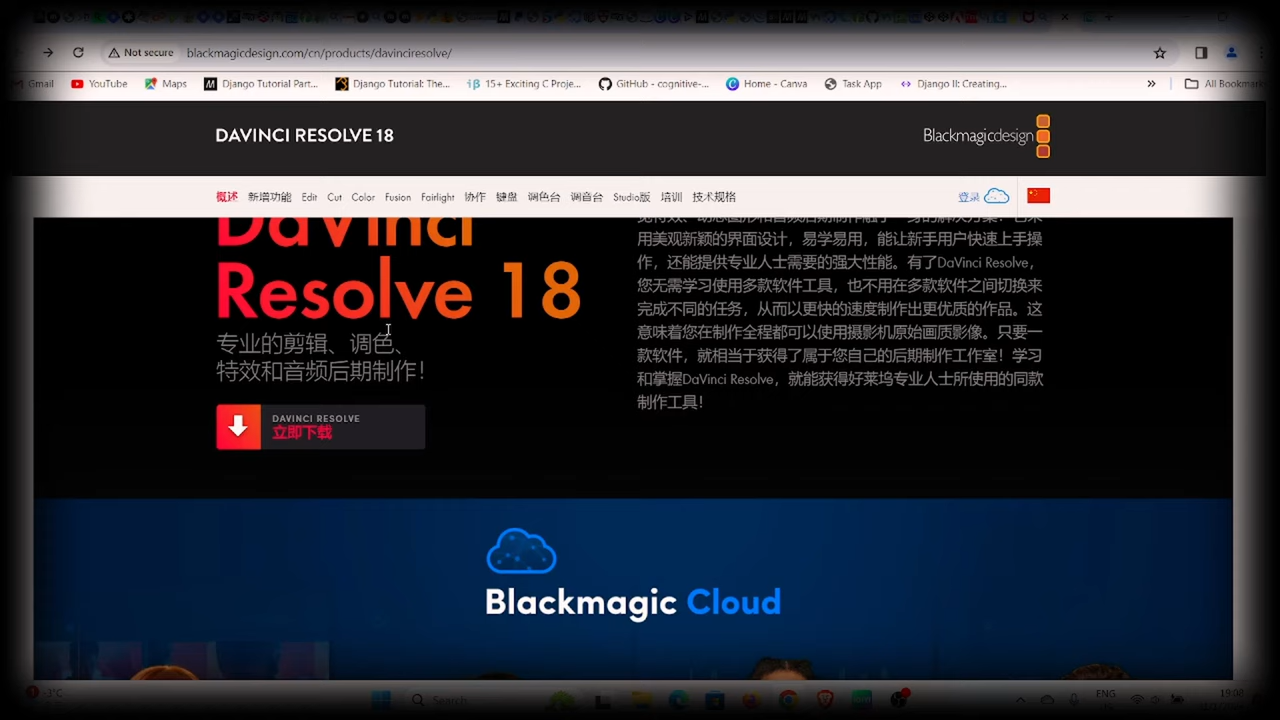 Not secure
blackmagicdesign.com/cn/products/davinciresolve/
Gmail
YouTube
Maps
Django Tutorial Part...
Django Tutorial: The...
15+ Exciting C Proje...
GitHub - cognitive-...
Home - Canva
Task App
Django II: Creating...
»
All Bookmark
DAVINCI RESOLVE 18
Blackmagicdesign
概述 新增功能 Edit Cut Color Fusion Fairlight 协作 键盘 调色台 调音台 Studio版 培训 技术规格
登录
DaVinci
Resolve 18
专业的剪辑、调色、
特效和音频后期制作！
DAVINCI RESOLVE
立即下载
用美观新颖的界面设计，易学易用，能让新手用户快速上手操
作，还能提供专业人士需要的强大性能。有了DaVinci Resolve，
您无需学习使用多款软件工具，也不用在多款软件之间切换来
完成不同的任务，从而以更快的速度制作出更优质的作品。这
意味着您在制作全程都可以使用摄影机原始画质影像。只要一
款软件，就相当于获得了属于您自己的后期制作工作室！学习
和掌握DaVinci Resolve，就能获得好莱坞专业人士所使用的同款
制作工具！
Blackmagic Cloud
-3°C
Search
ENG